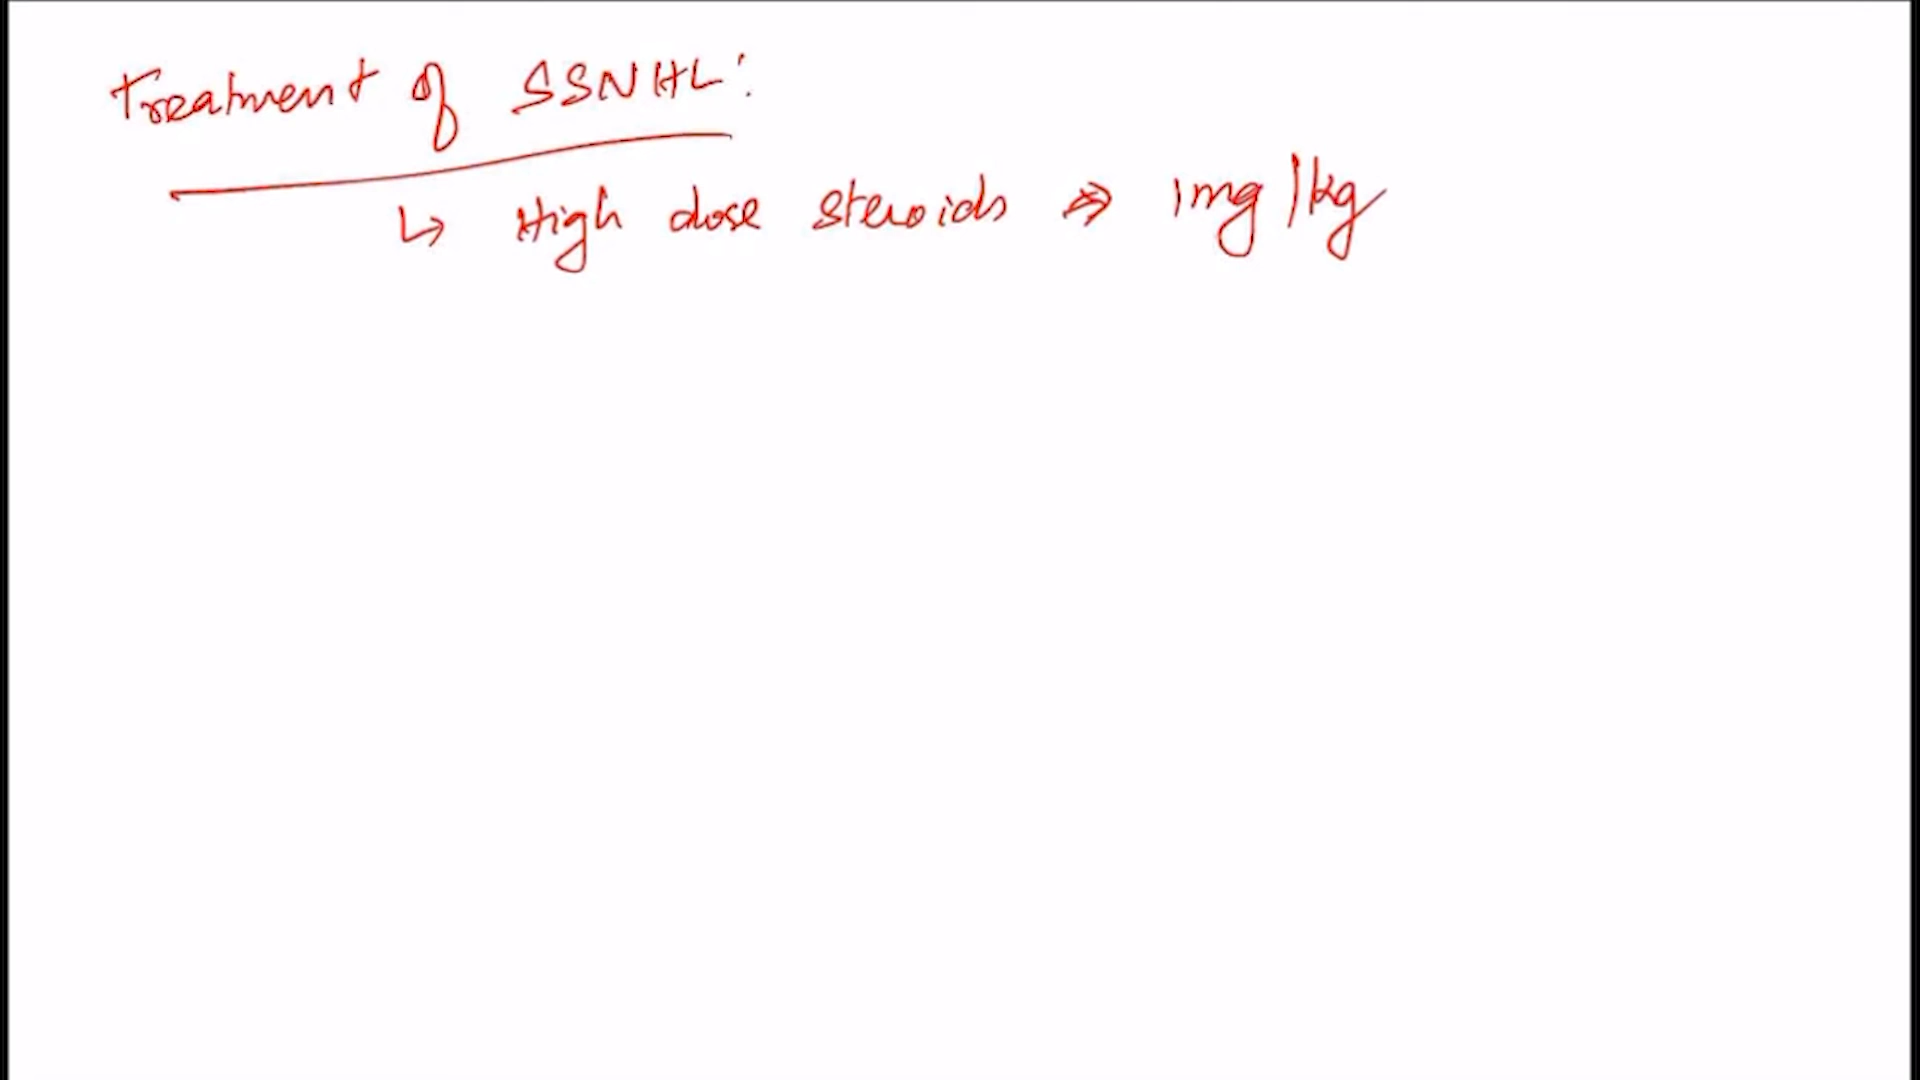 Treatment of SSNHL:
↳ High dose steroids ⇒ 1mg/kg